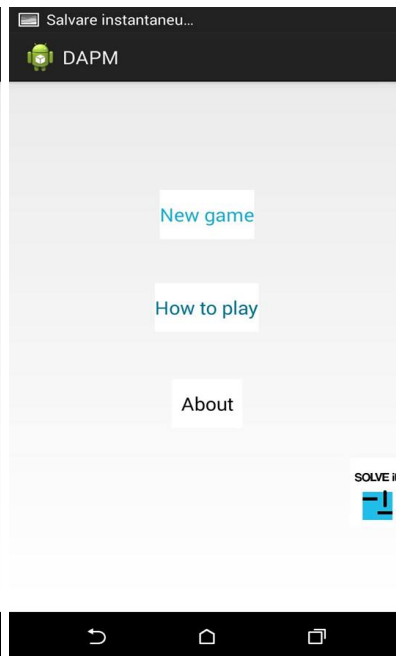 Salvare instantaneu...
DAPM
New game
How to play
About
SOLVE i